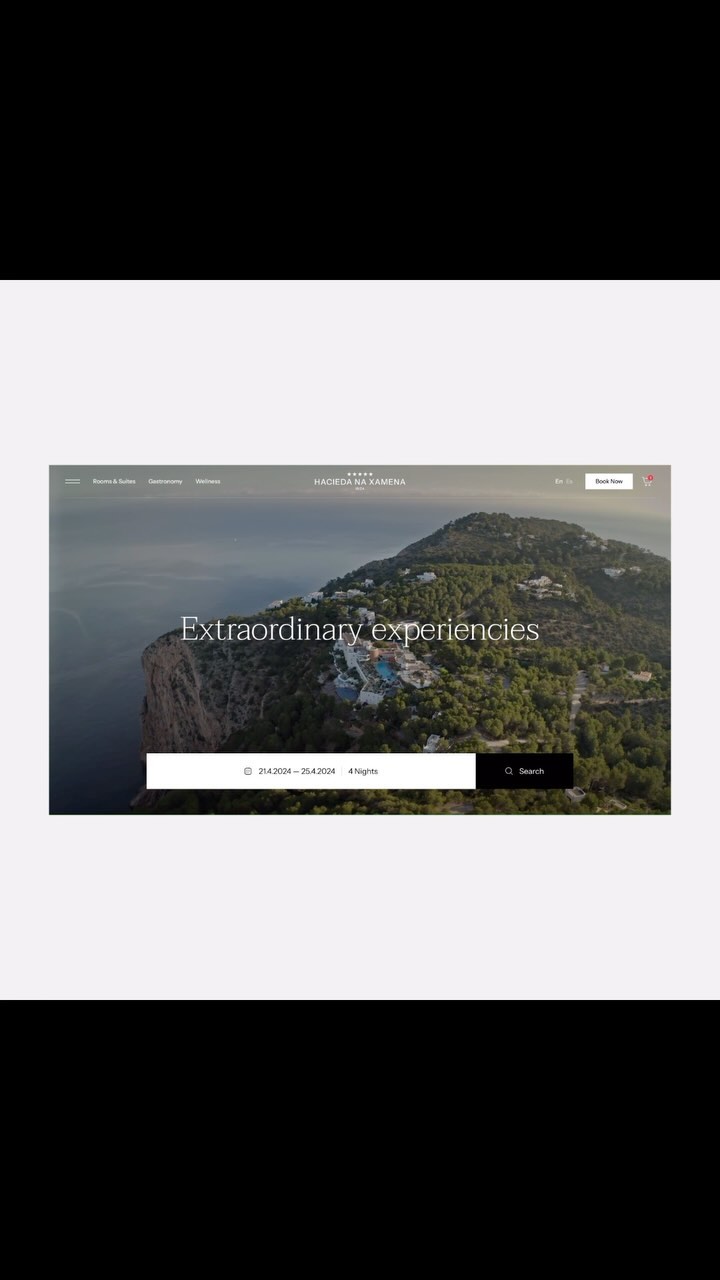 ★★★★★
Rooms & Suites Gastronomy Wellness HACIEDA NA XAMENA En Es Book Now
Extraordinary experiencies
21.4.2024 — 25.4.2024 4 Nights Search